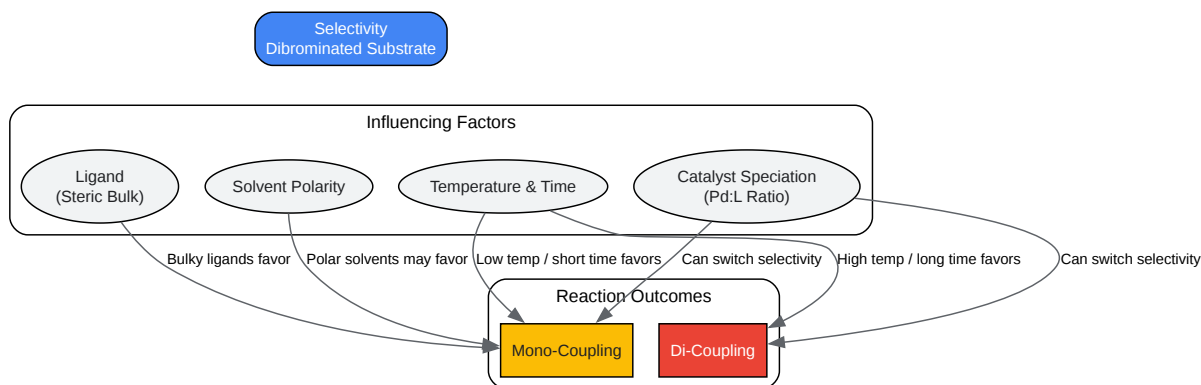 Selectivity
Dibrominated Substrate
Influencing Factors
Ligand
(Steric Bulk)
Solvent Polarity
Temperature & Time
Catalyst Speciation
(Pd:L Ratio)
Bulky ligands favor
Polar solvents may favor
Low temp / short time favors
Can switch selectivity
High temp / long time favors
Can switch selectivity
Reaction Outcomes
Mono-Coupling
Di-Coupling